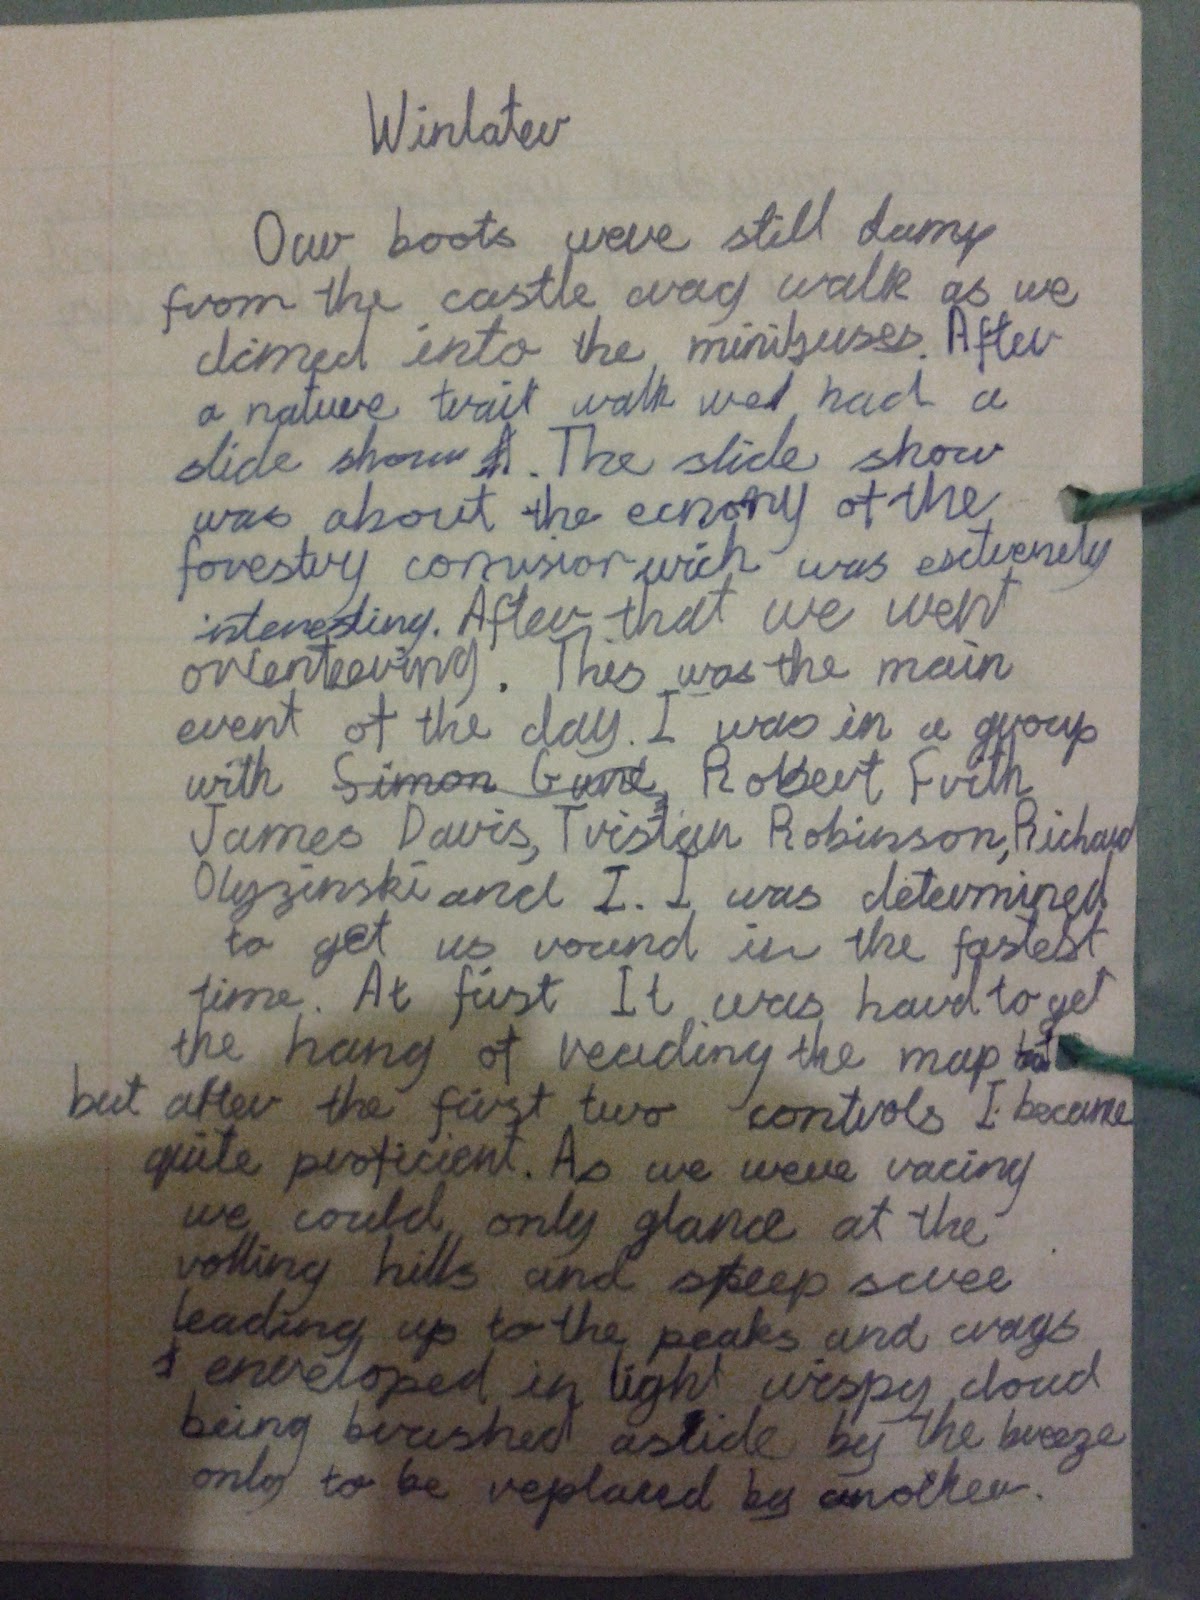 Winlater
Our boots were still damp
from the castle crag walk as we
climed into the minibuses. After
a nature trail walk we had a
slide show. The slide show
was about the ecnomy of the
forestry comision wich was extremely
interesting. After that we went
orienteering. This was the main
event of the day. I was in a group
with Simon Gund, Robert Frith
James Davis, Tristan Robinson, Richard
Olyzinski and I. I was determined
to get us round in the fastest
time. At first It was hard to get
the hang of reading the map but
but after the first two controls I became
quite proficient. As we were racing
we could only glance at the
rolling hills and steep scree
leading up to the peaks and crags
enveloped in light wispy cloud
being brushed aside by the breeze
only to be replaced by another.